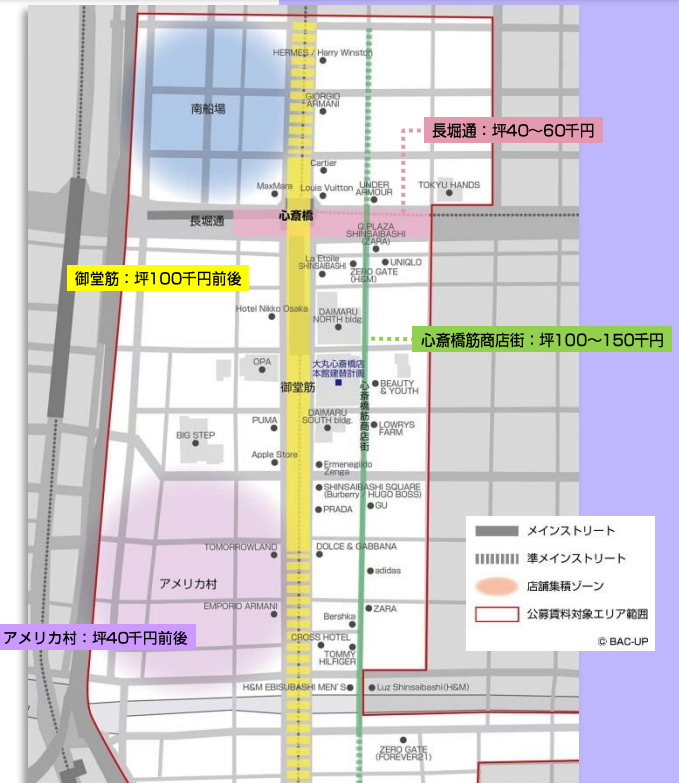 HERMES / Harry Winston
南船場
GIORGIO
ARMANI
長堀通：坪40～60千円
Cartier
MaxMara
Louis Vuitton
UNDER
ARMOUR
TOKYU HANDS
長堀通
心斎橋
Q PLAZA
SHINSAIBASHI
(ZARA)
La Etoile
SHINSAIBASHI
UNIQLO
ZERO GATE
(H&M)
御堂筋：坪100千円前後
Hotel Nikko Osaka
DAIMARU
NORTH bldg.
心斎橋筋商店街：坪100～150千円
OPA
大丸心斎橋店
本館建替計画
御堂筋
心斎橋筋商店街
BEAUTY
& YOUTH
DAIMARU
SOUTH bldg.
PUMA
LOWRYS
FARM
BIG STEP
Apple Store
Ermenegildo
Zenga
SHINSAIBASHI SQUARE
(Burberry / HUGO BOSS)
PRADA
GU
メインストリート
準メインストリート
店舗集積ゾーン
公募賃料対象エリア範囲
© BAC-UP
TOMORROWLAND
DOLCE & GABBANA
adidas
アメリカ村
EMPORIO ARMANI
ZARA
Bershka
アメリカ村：坪40千円前後
CROSS HOTEL
TOMMY
HILFIGER
H&M EBISUBASHI MEN'S
Luz Shinsaibashi(H&M)
ZERO GATE
(FOREVER21)